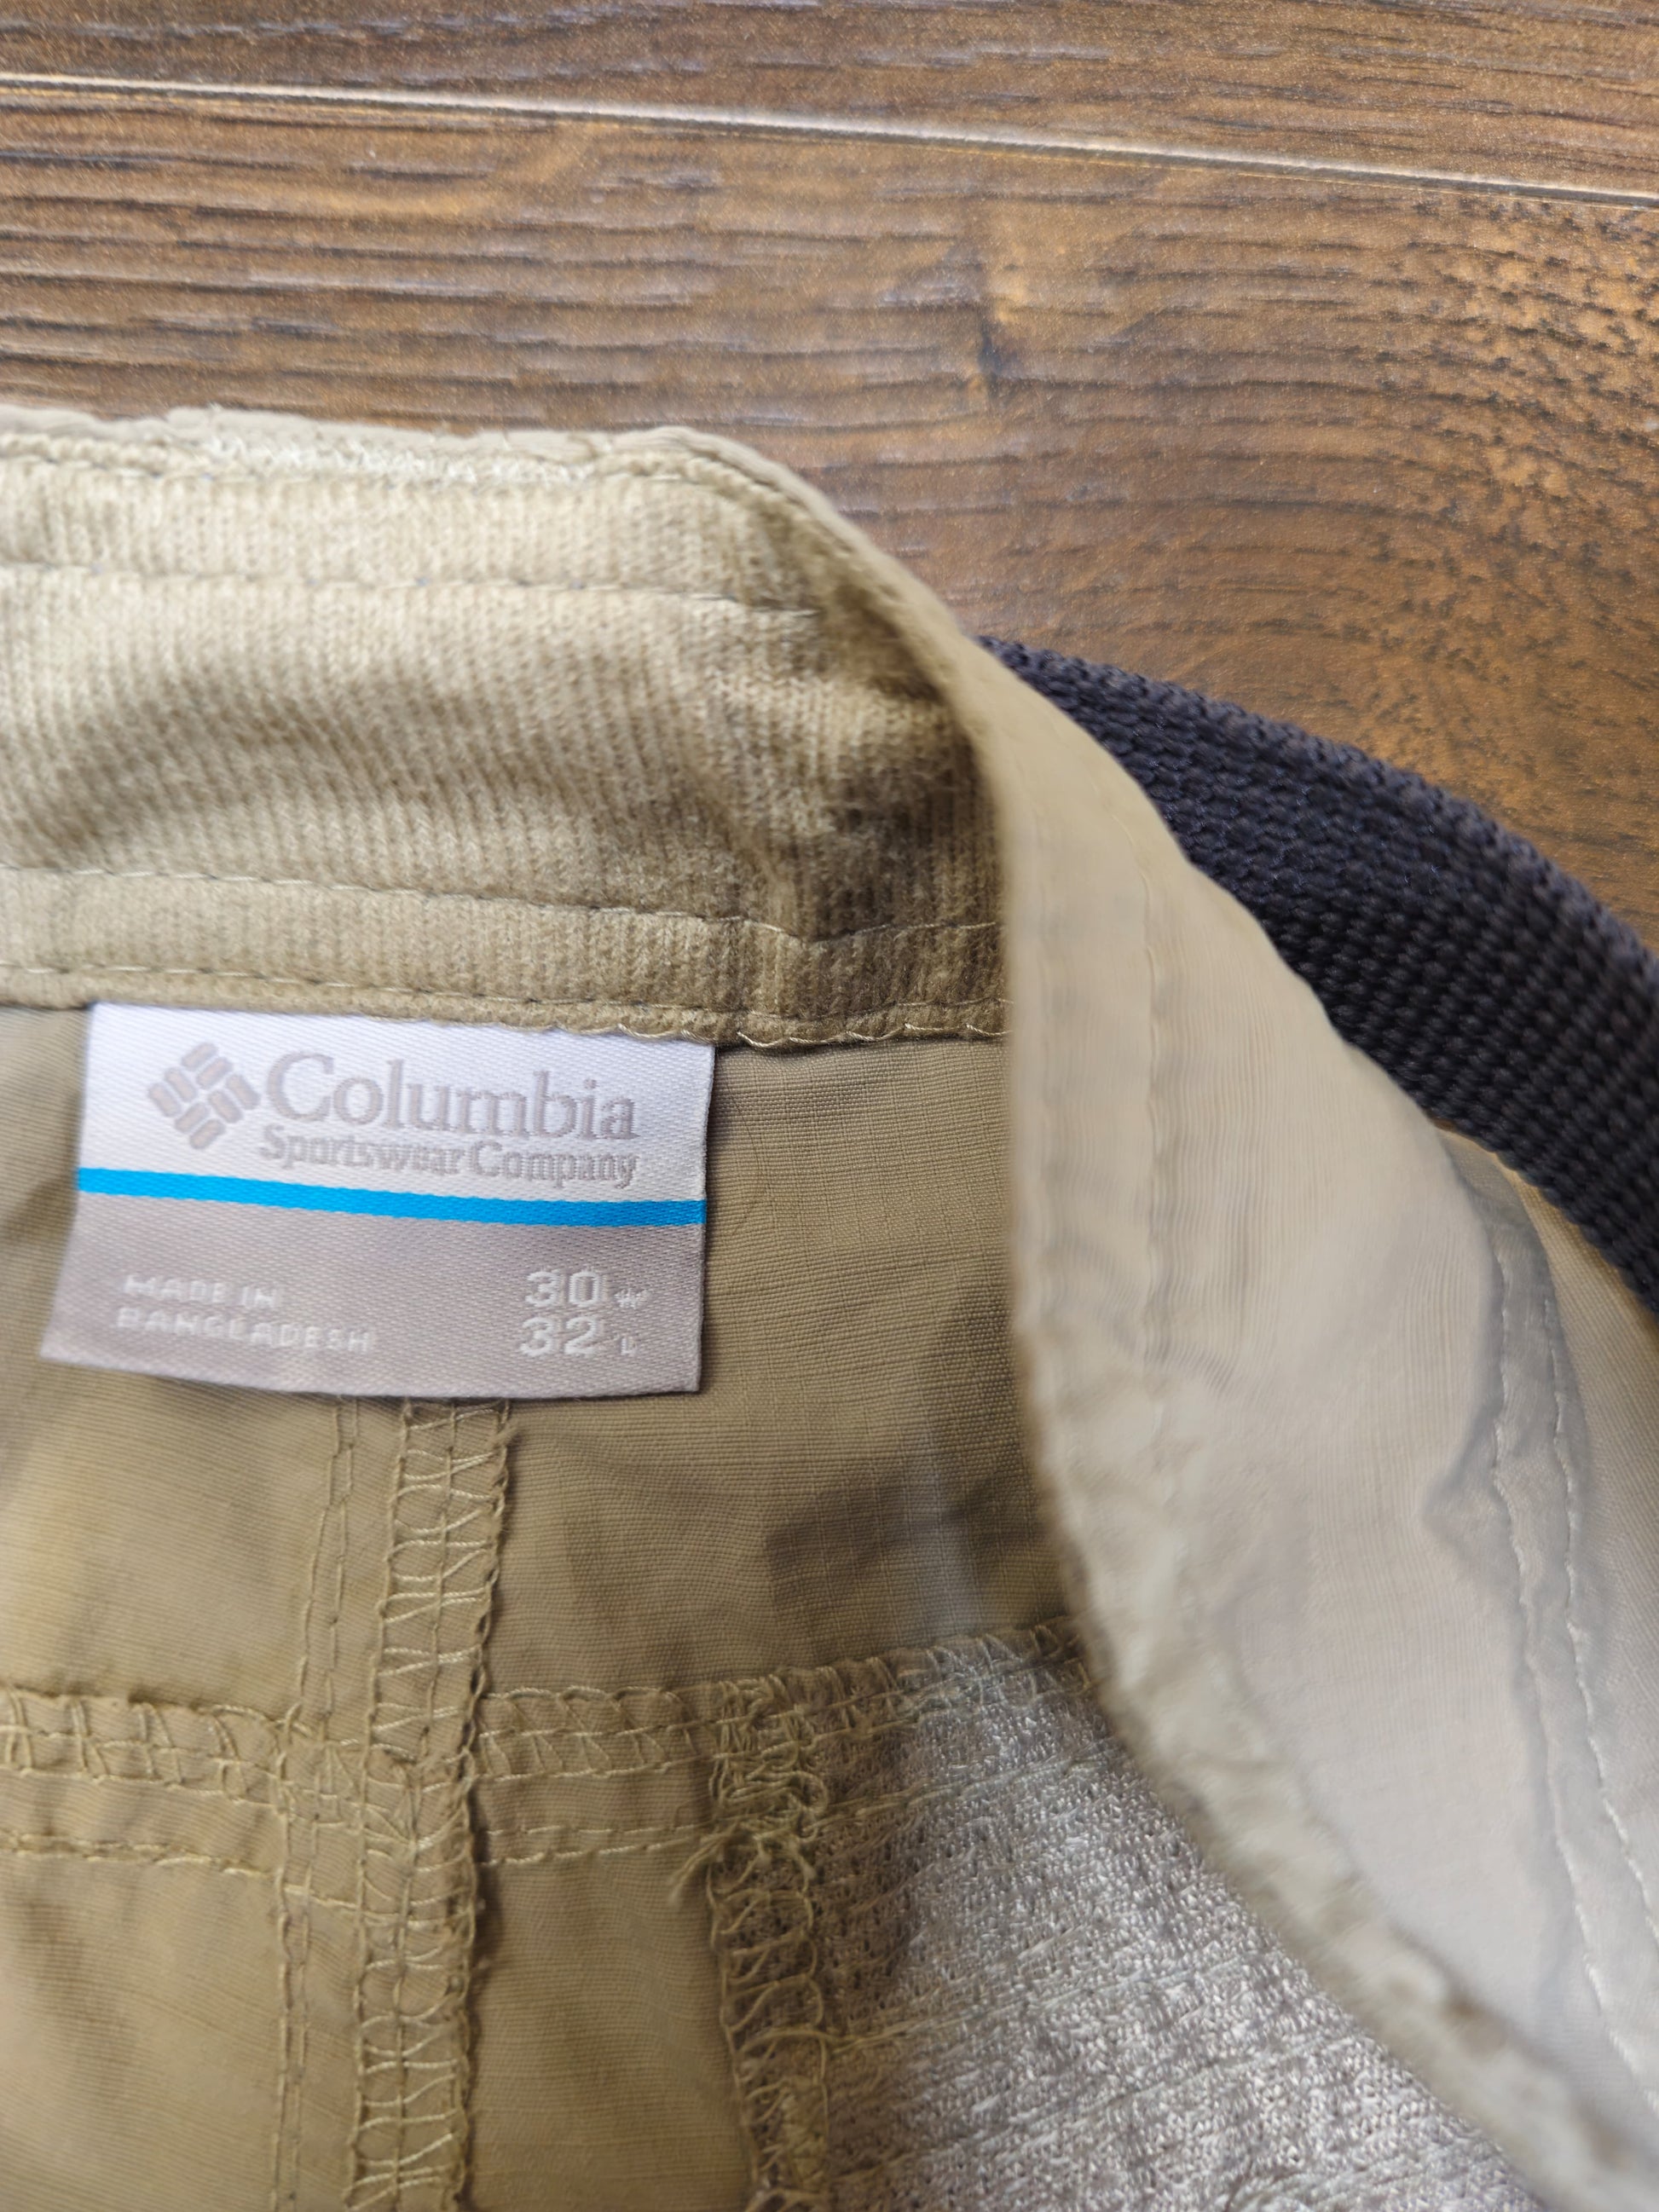 Columbia
Sportswear Company
MADE IN
BANGLADESH
30 W
32 L